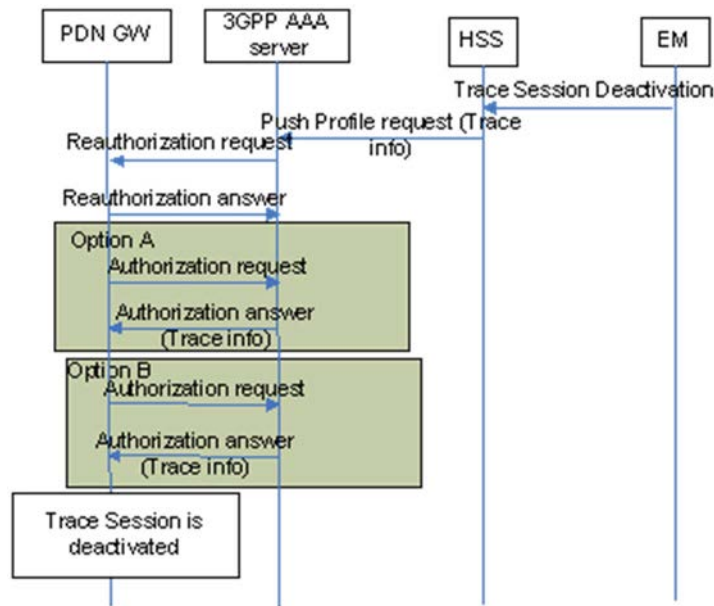 PDN GW
3GPP AAA
server
HSS
EM
Trace Session Deactivation
Push Profile request (Trace
info)
Reauthorization request
Reauthorization answer
Option A
Authorization request
Authorization answer
(Trace info)
Option B
Authorization request
Authorization answer
(Trace info)
Trace Session is
deactivated